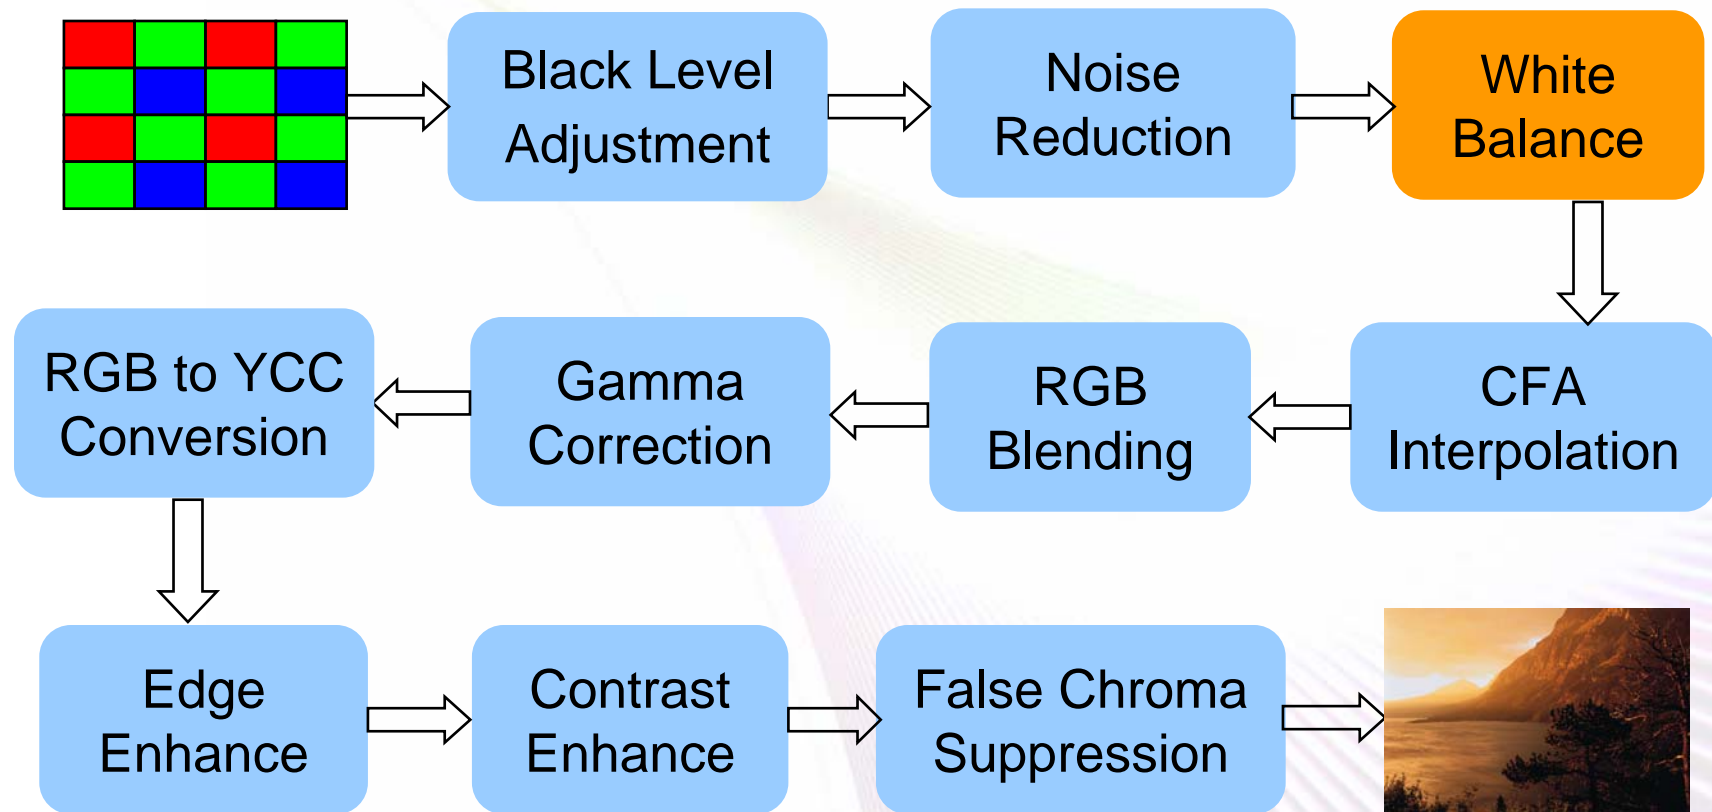 Black Level
Adjustment
Noise
Reduction
White
Balance
CFA
Interpolation
RGB
Blending
Gamma
Correction
RGB to YCC
Conversion
Edge
Enhance
Contrast
Enhance
False Chroma
Suppression